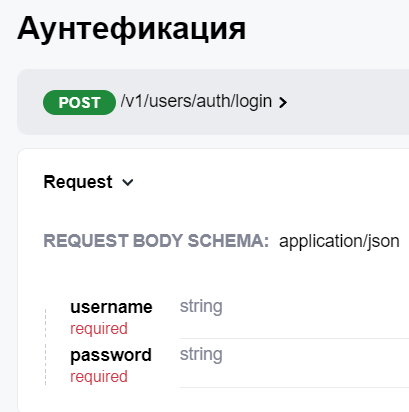 Аунтефикация
POST /v1/users/auth/login
Request
REQUEST BODY SCHEMA: application/json
username string
required
password string
required